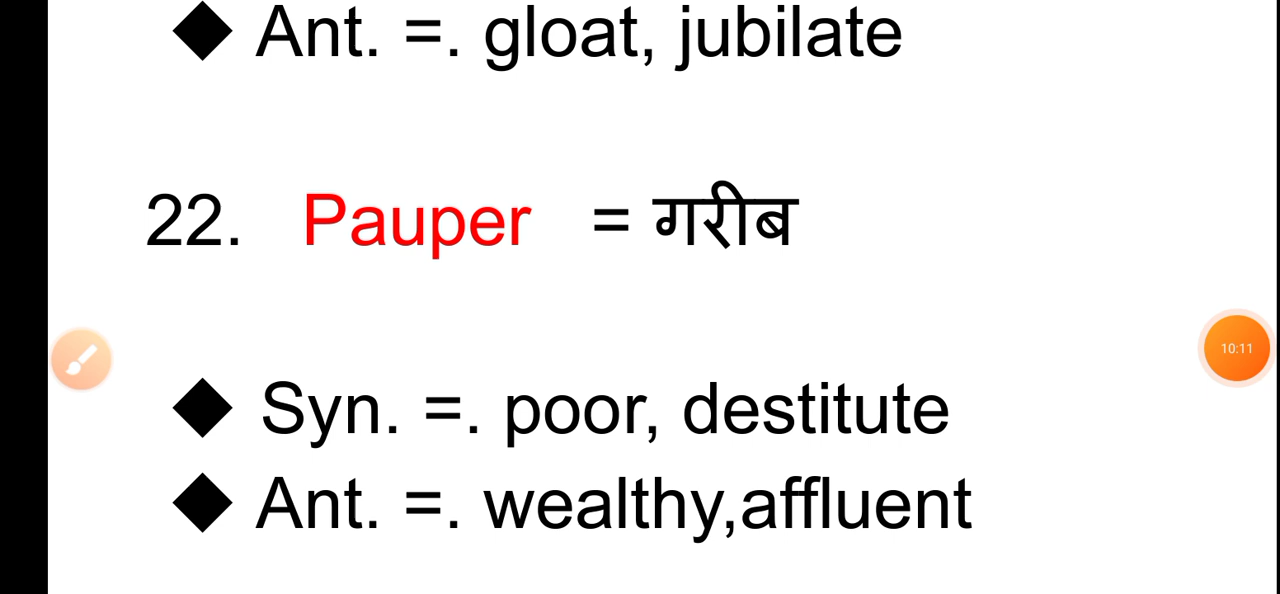 ◆ Ant. =. gloat, jubilate
22. Pauper = गरीब
10:11
◆ Syn. =. poor, destitute
◆ Ant. =. wealthy,affluent